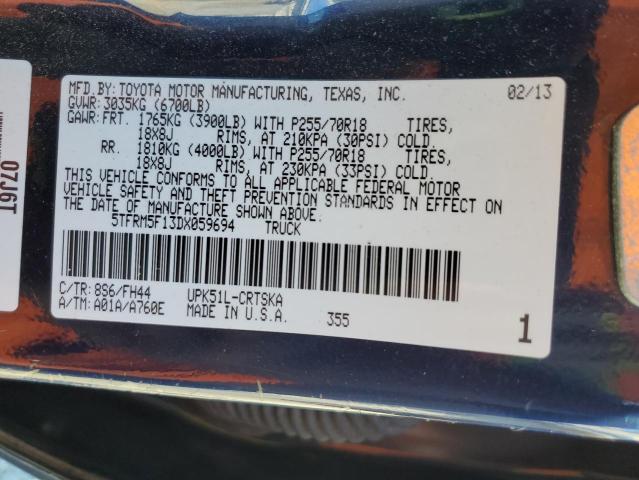 MFD.BY: TOYOTA MOTOR MANUFACTURING, TEXAS, INC. 02/13
GVWR: 3035KG (6700LB)
GAWR: FRT. 1765KG (3900LB) WITH P255/70R18 TIRES,
18X8J RIMS, AT 210KPA (30PSI) COLD.
RR. 1810KG (4000LB) WITH P255/70R18 TIRES,
18X8J RIMS, AT 230KPA (33PSI) COLD.
THIS VEHICLE CONFORMS TO ALL APPLICABLE FEDERAL MOTOR
VEHICLE SAFETY AND THEFT PREVENTION STANDARDS IN EFFECT ON
THE DATE OF MANUFACTURE SHOWN ABOVE.
5TFRM5F13DX059694 TRUCK
C/TR: 8S6/FH44 UPK51L-CRTSKA
A/TM: A01A/A760E MADE IN U.S.A. 355 1
07J6T